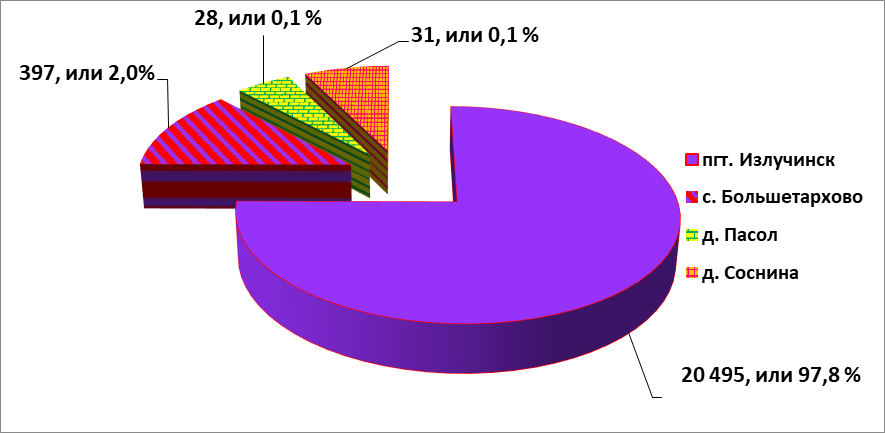 28, или 0,1 %
31, или 0,1 %
397, или 2,0%
пгт. Излучинск
с. Большетархово
д. Пасол
д. Соснина
20 495, или 97,8 %